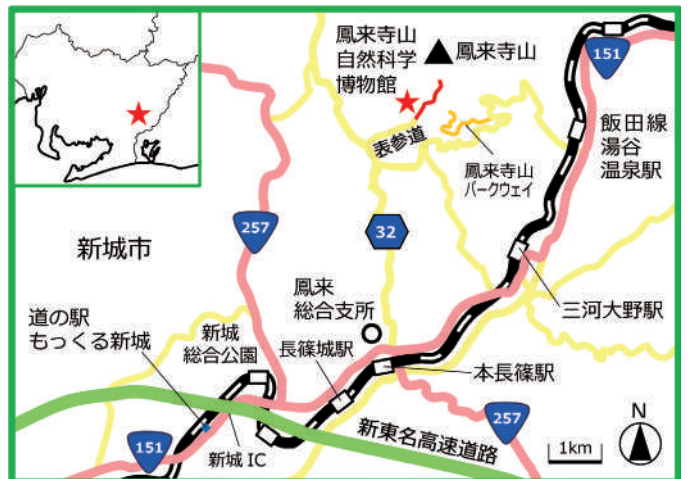 鳳来寺山
自然科学
博物館
鳳来寺山
151
飯田線
湯谷
温泉駅
表参道
鳳来寺山
パークウェイ
257
32
新城市
三河大野駅
鳳来
総合支所
道の駅
もっくる新城
新城
総合公園
長篠城駅
本長篠駅
257
N
新東名高速道路
1km
151
新城 IC